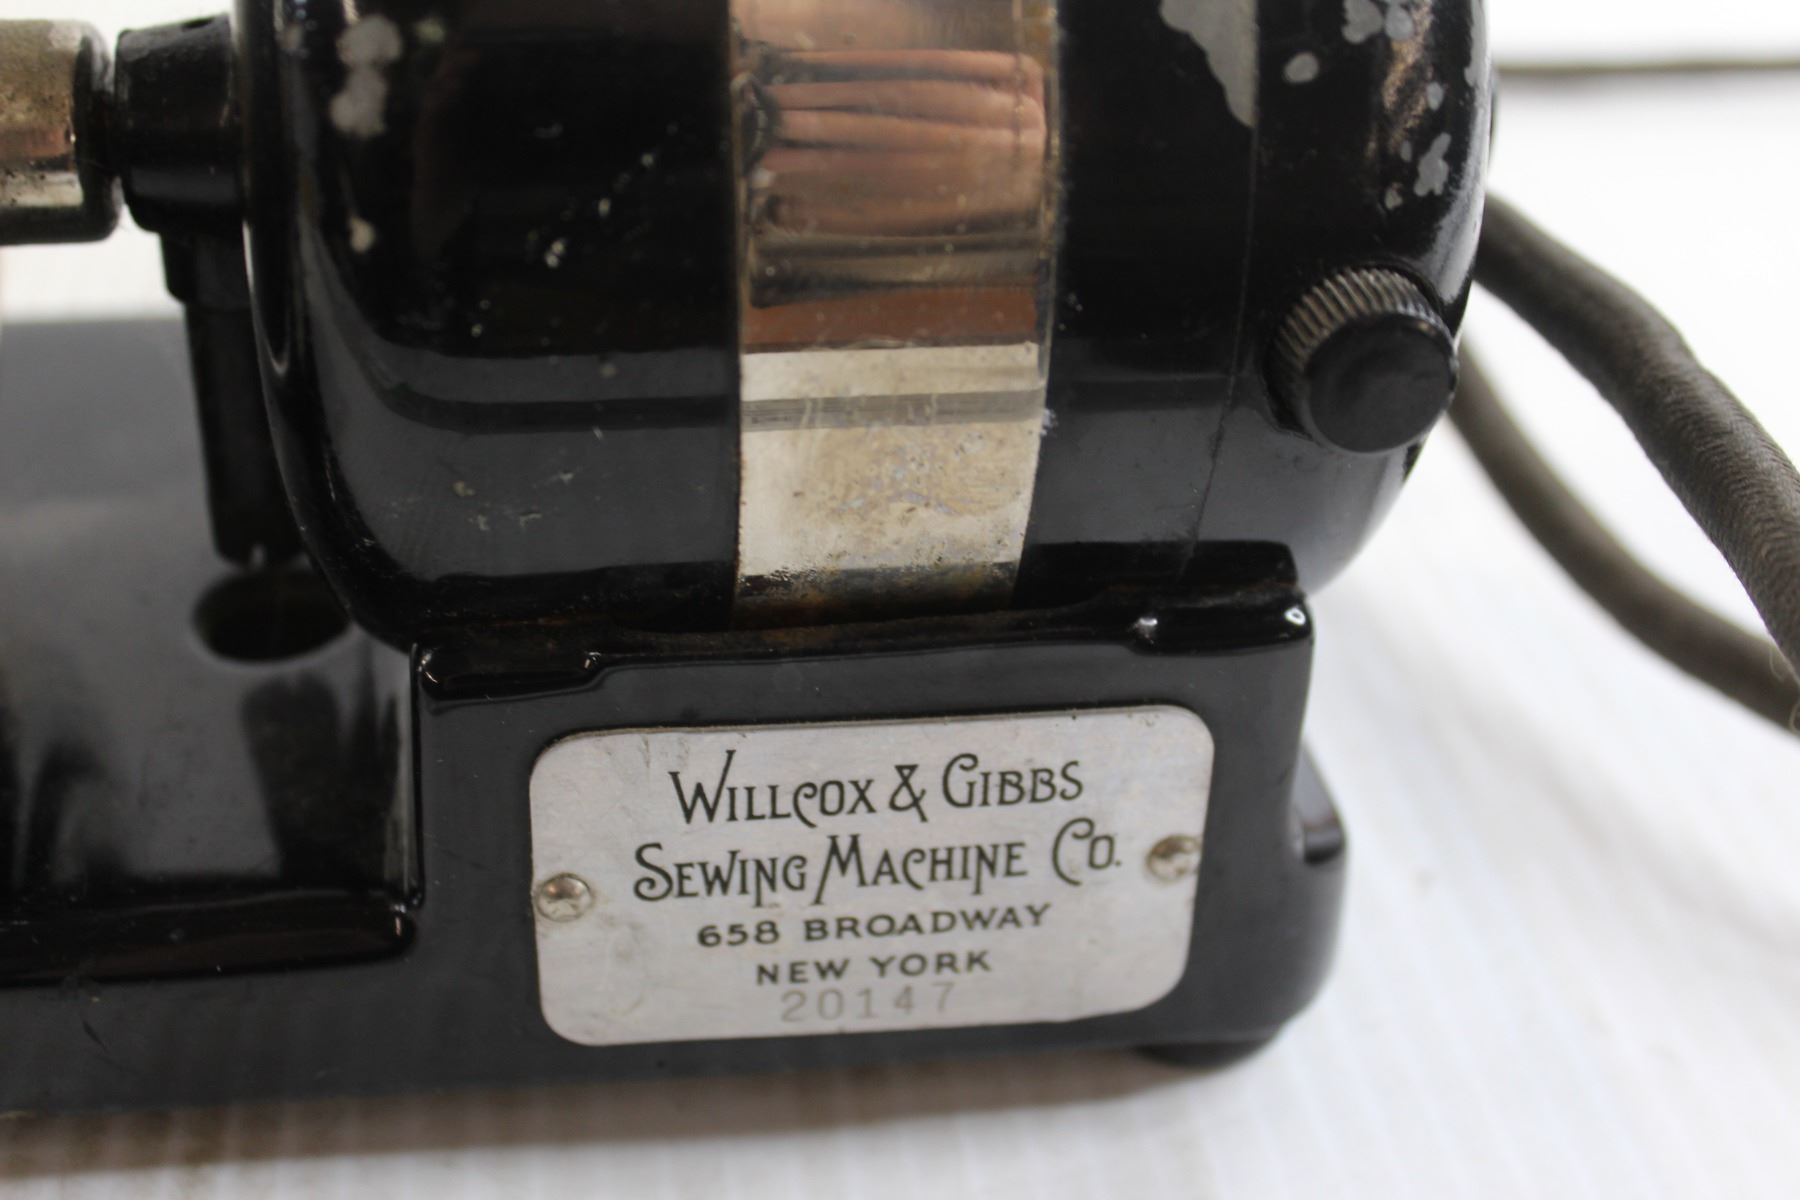 WILLCOX & GIBBS
SEWING MACHINE CO.
658 BROADWAY
NEW YORK
20147